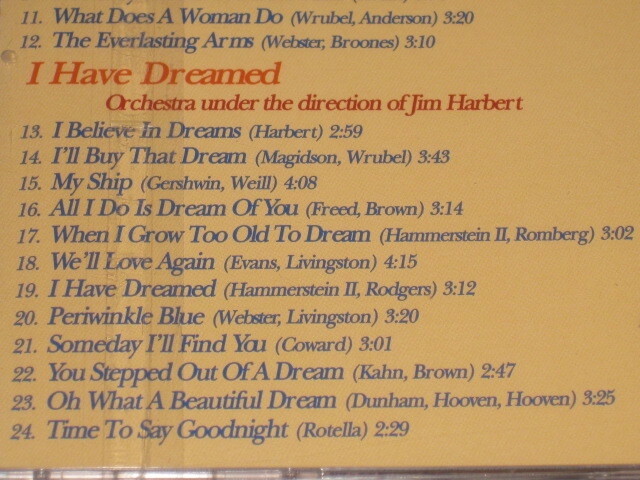 11. What Does A Woman Do (Wrubel, Anderson) 3:20
12. The Everlasting Arms (Webster, Broones) 3:10
I Have Dreamed
Orchestra under the direction of Jim Harbert
13. I Believe In Dreams (Harbert) 2:59
14. I'll Buy That Dream (Magidson, Wrubel) 3:43
15. My Ship (Gershwin, Weill) 4:08
16. All I Do Is Dream Of You (Freed, Brown) 3:14
17. When I Grow Too Old To Dream (Hammerstein II, Romberg) 3:02
18. We'll Love Again (Evans, Livingston) 4:15
19. I Have Dreamed (Hammerstein II, Rodgers) 3:12
20. Periwinkle Blue (Webster, Livingston) 3:20
21. Someday I'll Find You (Coward) 3:01
22. You Stepped Out Of A Dream (Kahn, Brown) 2:47
23. Oh What A Beautiful Dream (Dunham, Hooven, Hooven) 3:25
24. Time To Say Goodnight (Rotella) 2:29